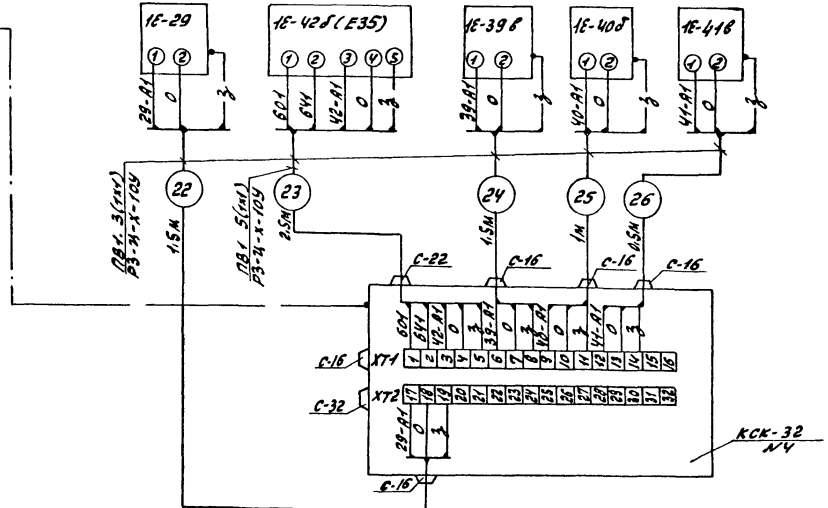 1Е-29
1Е-42б (Е35)
1Е-39в
1Е-40б
1Е-41в
1 2
1 2 3 4 5
1 2
1 2
1 2
29-А1 0 З
601 641 42-А1 0 З
39-А1 0 З
40-А1 0 З
41-А1 0 З
22
23
24
25
26
ПВ1. 3(1х1)
РЗ-Ц-Х-10У
1.5м
ПВ1 5(1х1)
РЗ-Ц-Х-10У
2.5м
1.5м
1м
0.5м
С-22
С-16
С-16
С-16
601 641 42-А1 0 З 39-А1 0 З 40-А1 0 З 41-А1 0 З
С-16
ХТ1 1 2 3 4 5 6 7 8 9 10 11 12 13 14 15 16
С-32
ХТ2 17 18 19 20 21 22 23 24 25 26 27 28 29 30 31 32
29-А1 0 З
КСК-32
N4
С-16